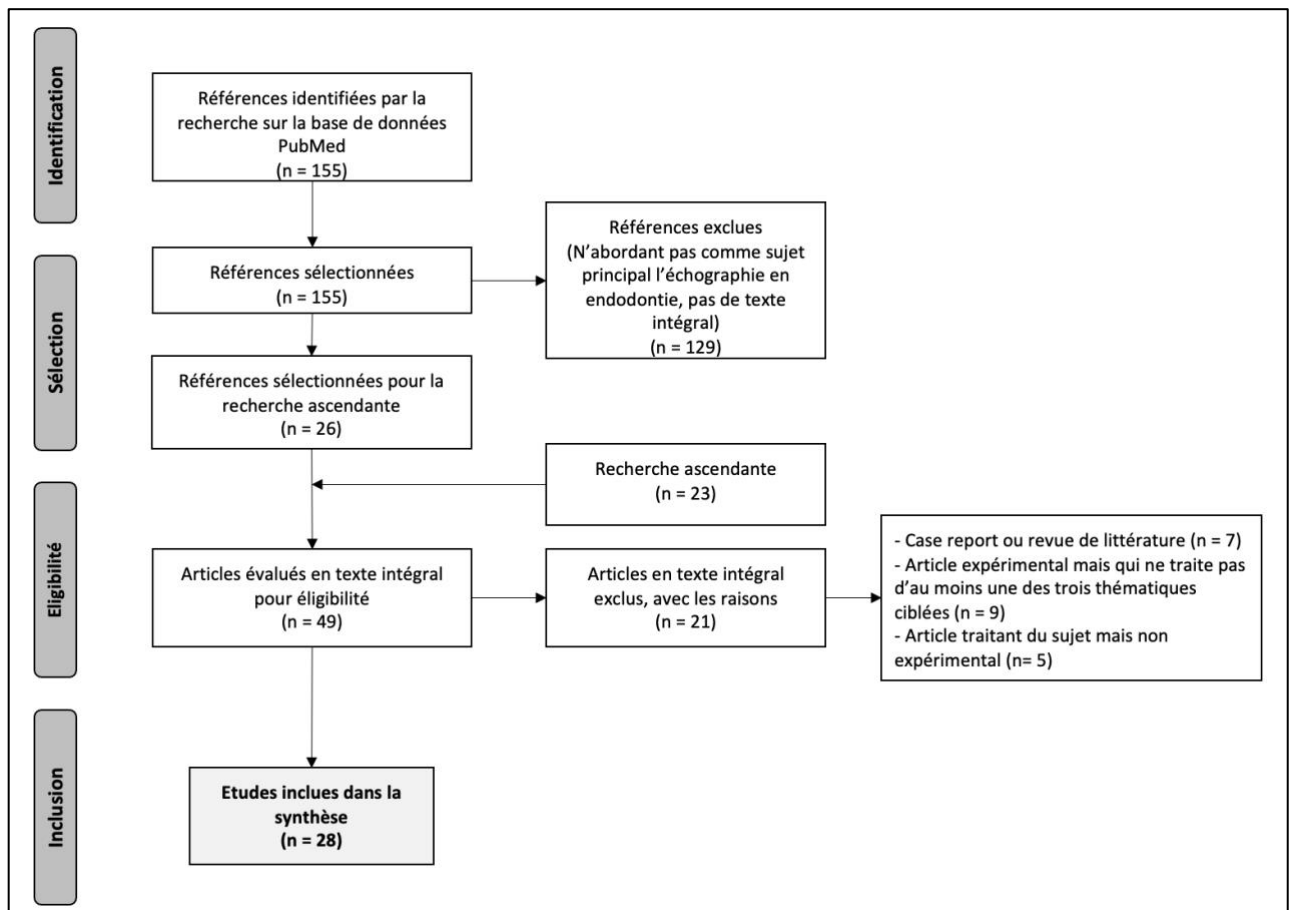 Identification
Références identifiées par la
recherche sur la base de données
PubMed
(n = 155)
Sélection
Références sélectionnées
(n = 155)
Références exclues
(N’abordant pas comme sujet
principal l’échographie en
endodontie, pas de texte
intégral)
(n = 129)
Références sélectionnées pour la
recherche ascendante
(n = 26)
Eligibilité
Recherche ascendante
(n = 23)
Articles évalués en texte intégral
pour éligibilité
(n = 49)
Articles en texte intégral
exclus, avec les raisons
(n = 21)
- Case report ou revue de littérature (n = 7)
- Article expérimental mais qui ne traite pas
d’au moins une des trois thématiques
ciblées (n = 9)
- Article traitant du sujet mais non
expérimental (n= 5)
Inclusion
Etudes inclues dans la
synthèse
(n = 28)